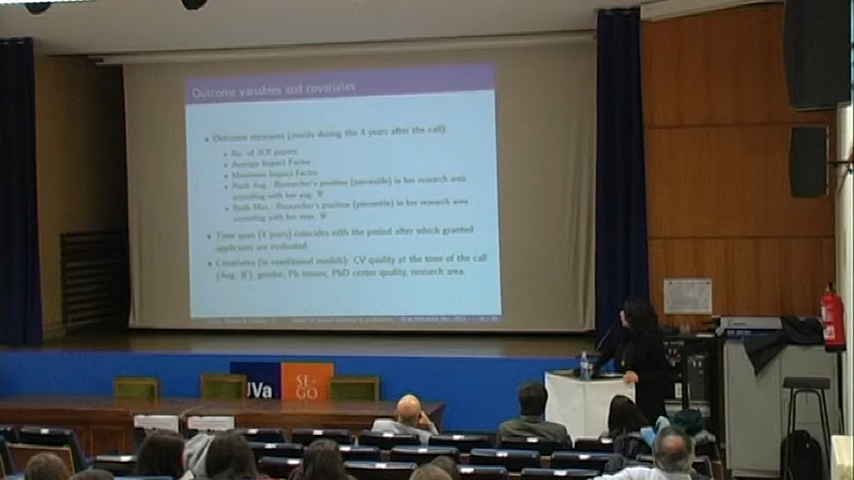 Outcome variables and covariates
Outcome measures (mostly during the 4 years after the call)
No. of JCR papers
Average Impact Factor
Maximum Impact Factor
Rank Avg.: Researcher's position (percentile) in her research area
according with her avg. IF
Rank Max.: Researcher's position (percentile) in her research area
according with her max. IF
Time span (4 years) coincides with the period after which granted
applicants are evaluated
Covariates (in conditional models): CV quality at the time of the call
(Avg. IF), gender, PhD center quality, research area.
UVa
SE-
GO